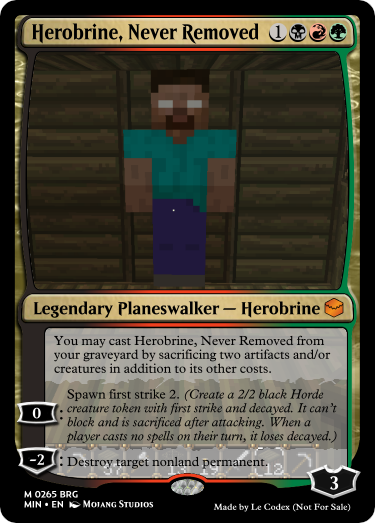 Herobrine, Never Removed 1
Legendary Planeswalker — Herobrine
You may cast Herobrine, Never Removed from
your graveyard by sacrificing two artifacts and/or
creatures in addition to its other costs.
Spawn first strike 2. (Create a 2/2 black Horde
0: creature token with first strike and decayed. It can't
block and is sacrificed after attacking. When a
player casts no spells on their turn, it loses decayed.)
-2: Destroy target nonland permanent.
3
M 0265 BRG
MIN • EN Mojang Studios
Made by Le Codex (Not For Sale)